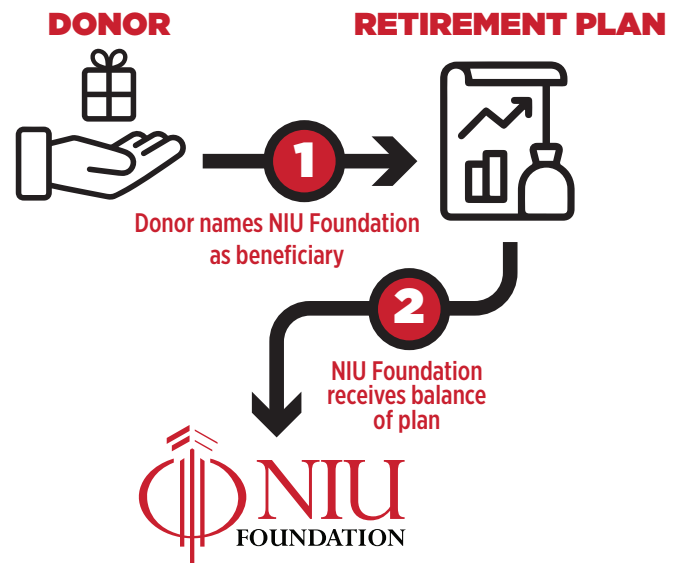 DONOR
RETIREMENT PLAN
1
Donor names NIU Foundation
as beneficiary
2
NIU Foundation
receives balance
of plan
NIU
FOUNDATION